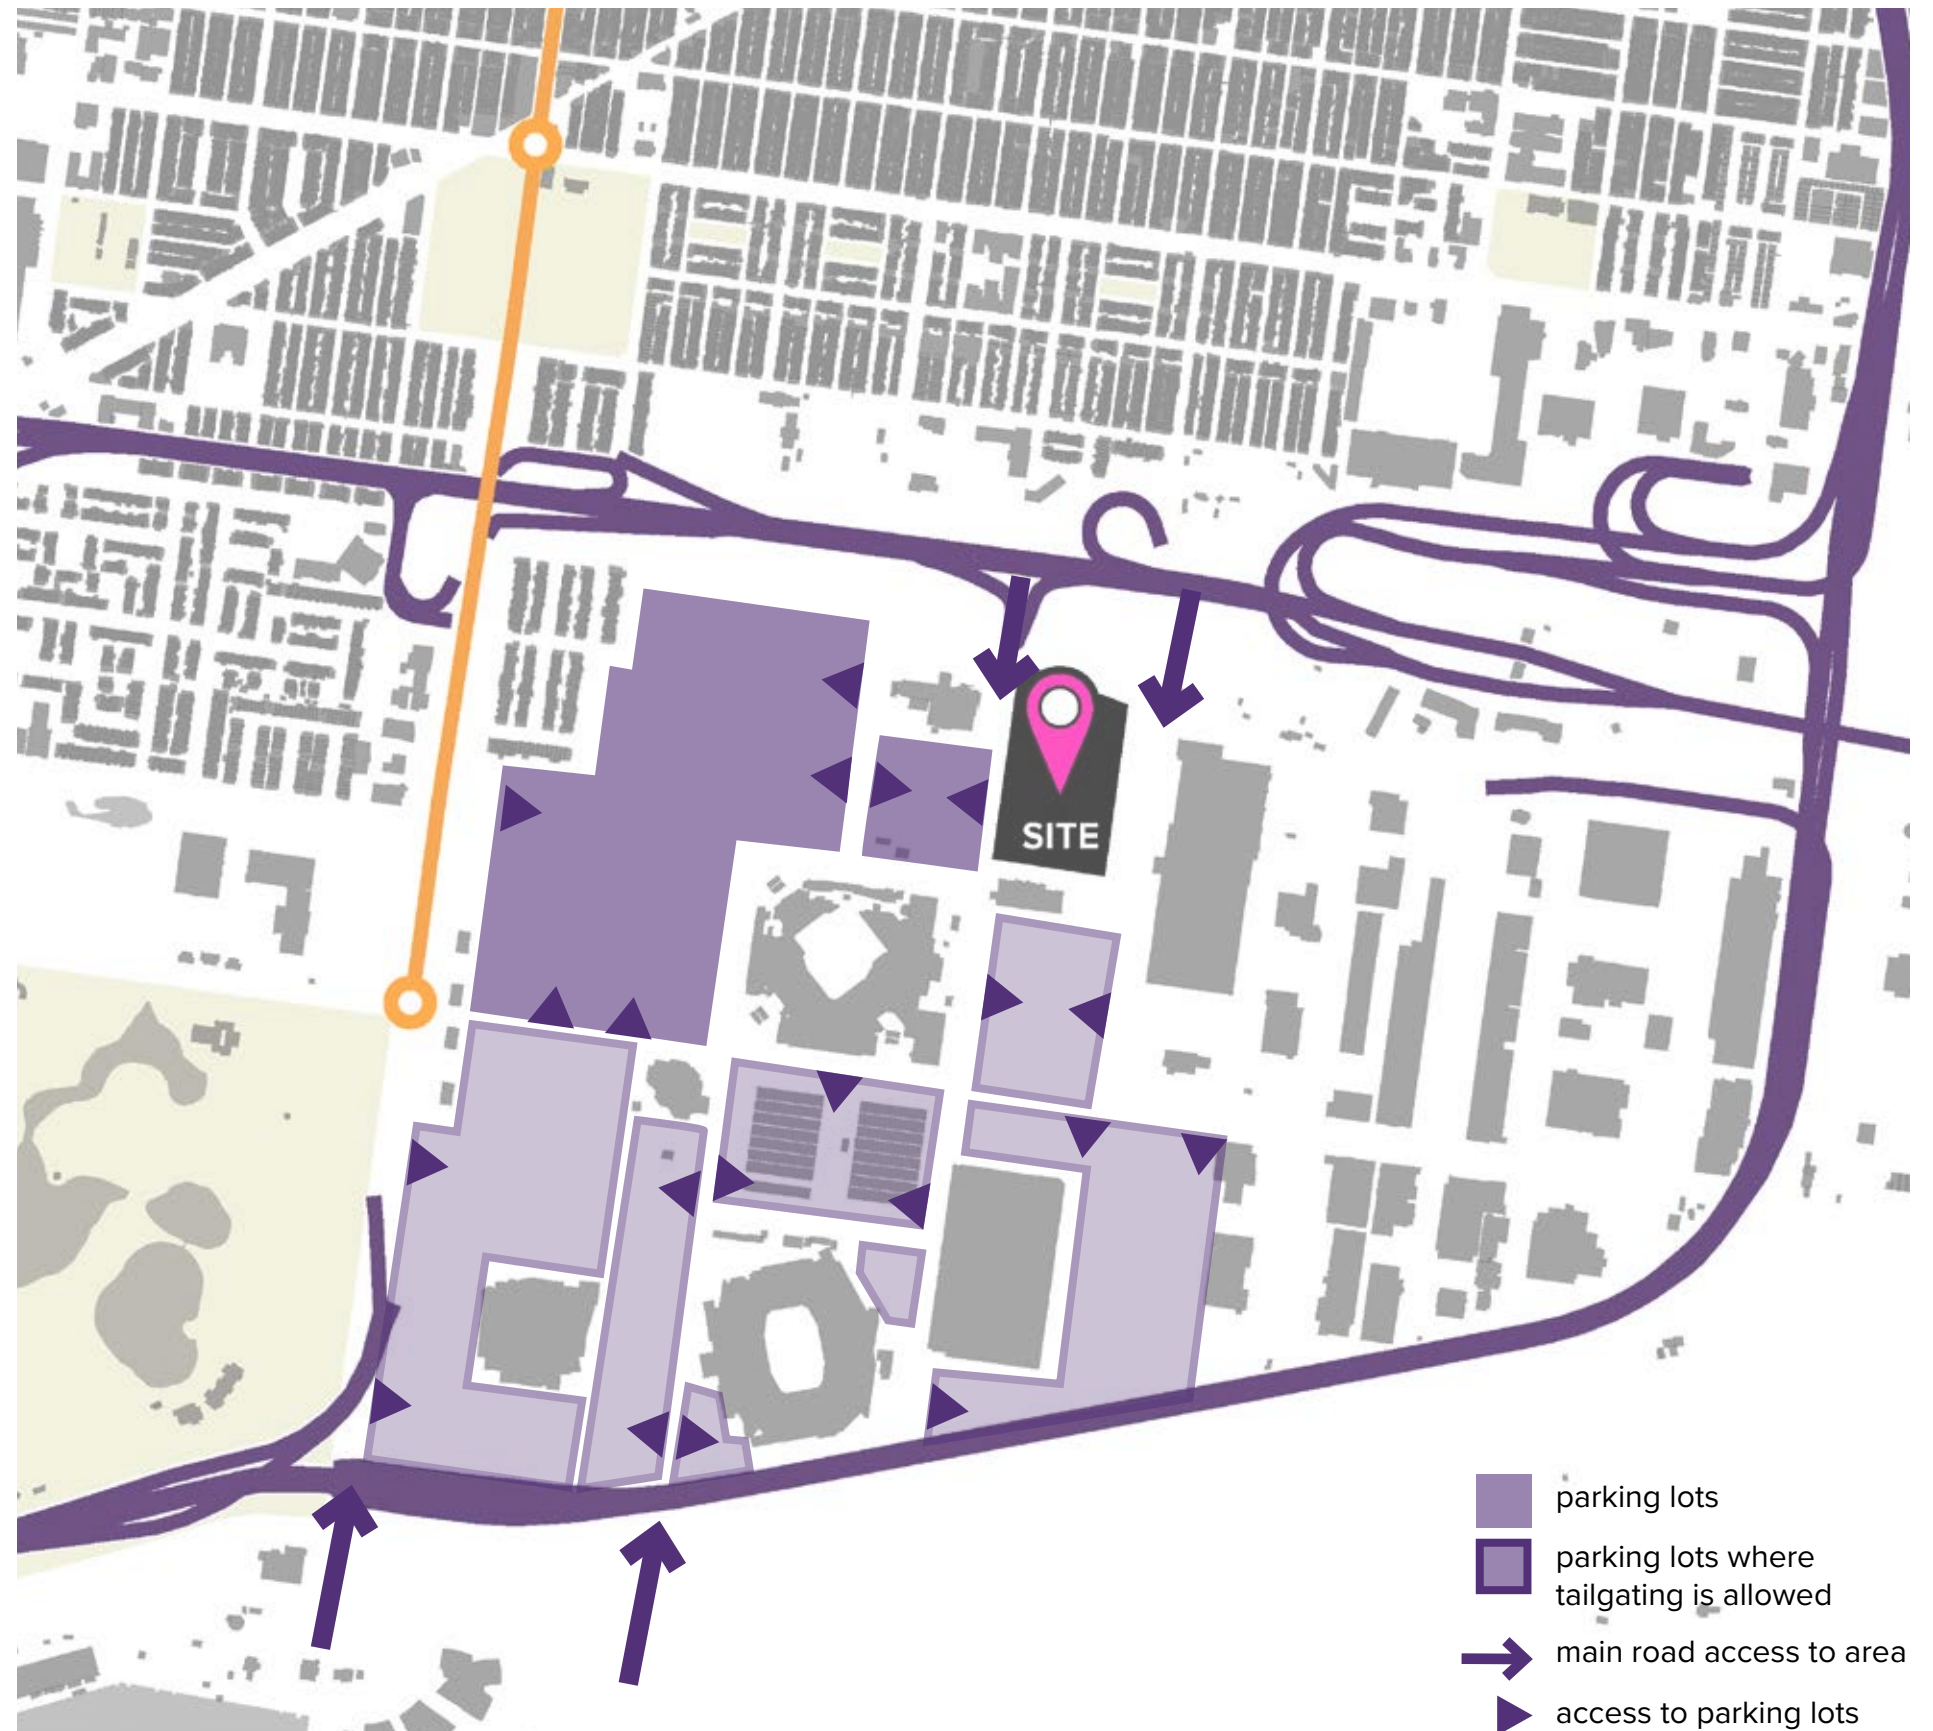 SITE
parking lots
parking lots where
tailgating is allowed
main road access to area
access to parking lots